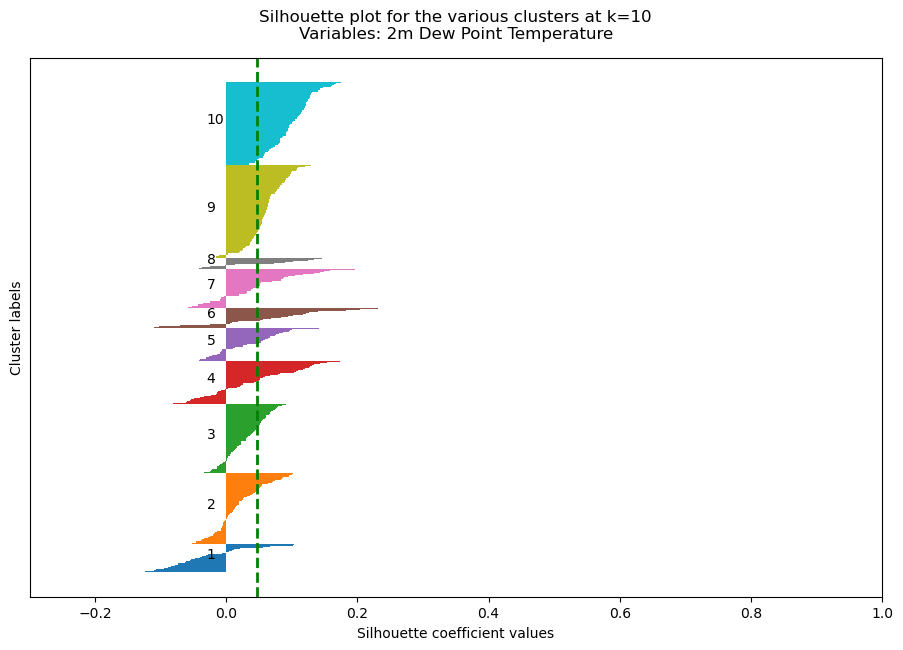 Silhouette plot for the various clusters at k=10
Variables: 2m Dew Point Temperature
10
9
8
7
6
5
4
3
2
1
Cluster labels
−0.2 0.0 0.2 0.4 0.6 0.8 1.0
Silhouette coefficient values